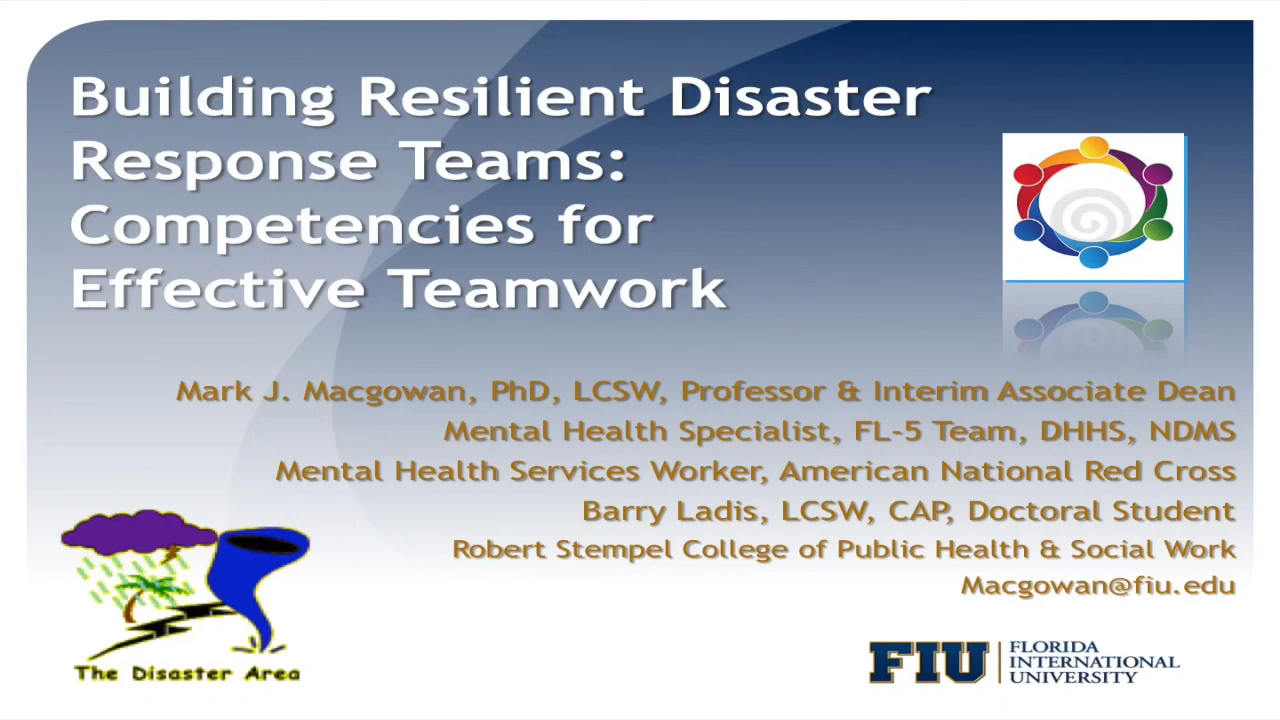 Building Resilient Disaster
Response Teams:
Competencies for
Effective Teamwork
Mark J. Macgowan, PhD, LCSW, Professor & Interim Associate Dean
Mental Health Specialist, FL-5 Team, DHHS, NDMS
Mental Health Services Worker, American National Red Cross
Barry Ladis, LCSW, CAP, Doctoral Student
Robert Stempel College of Public Health & Social Work
Macgowan@fiu.edu
The Disaster Area
FIU
FLORIDA
INTERNATIONAL
UNIVERSITY